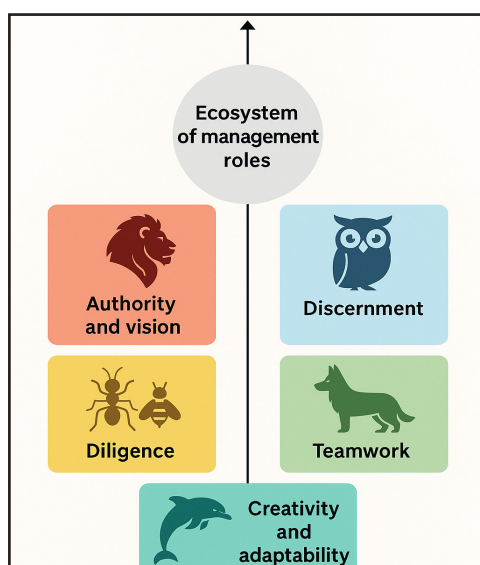 Ecosystem
of management
roles
Authority
and vision
Discernment
Diligence
Teamwork
Creativity
and
adaptability